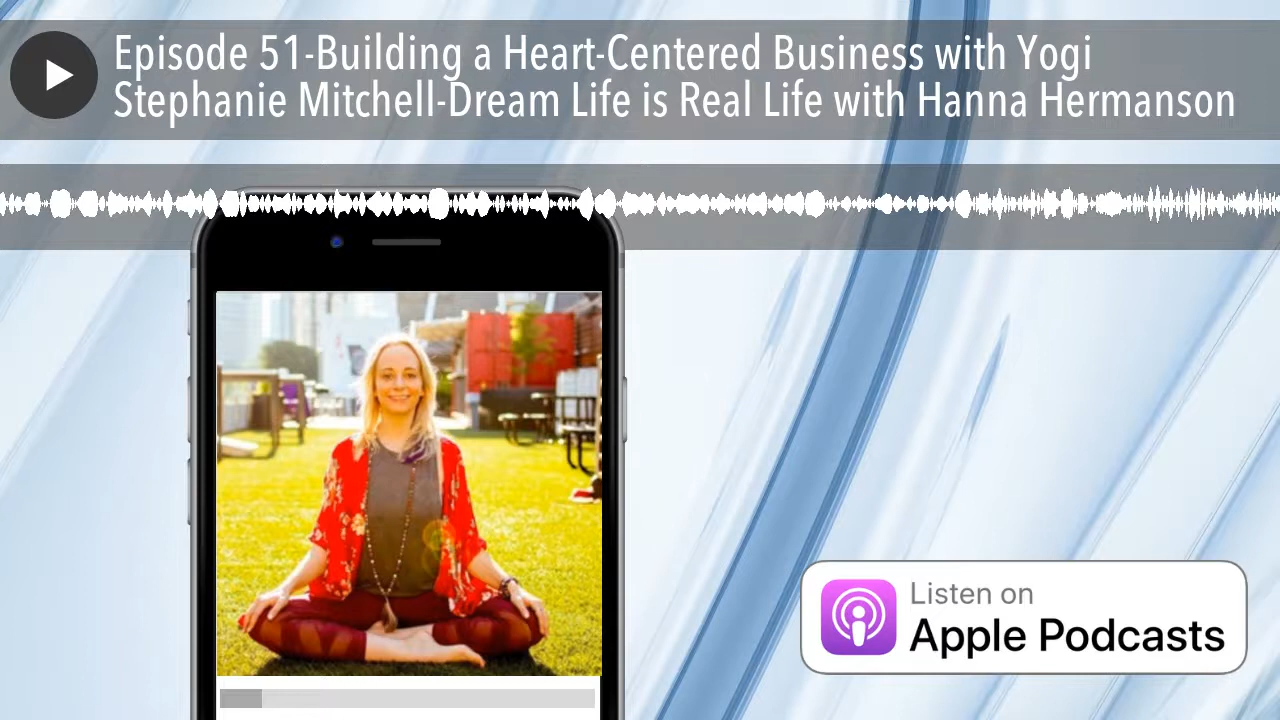 Episode 51-Building a Heart-Centered Business with Yogi
Stephanie Mitchell-Dream Life is Real Life with Hanna Hermanson
Listen on
Apple Podcasts